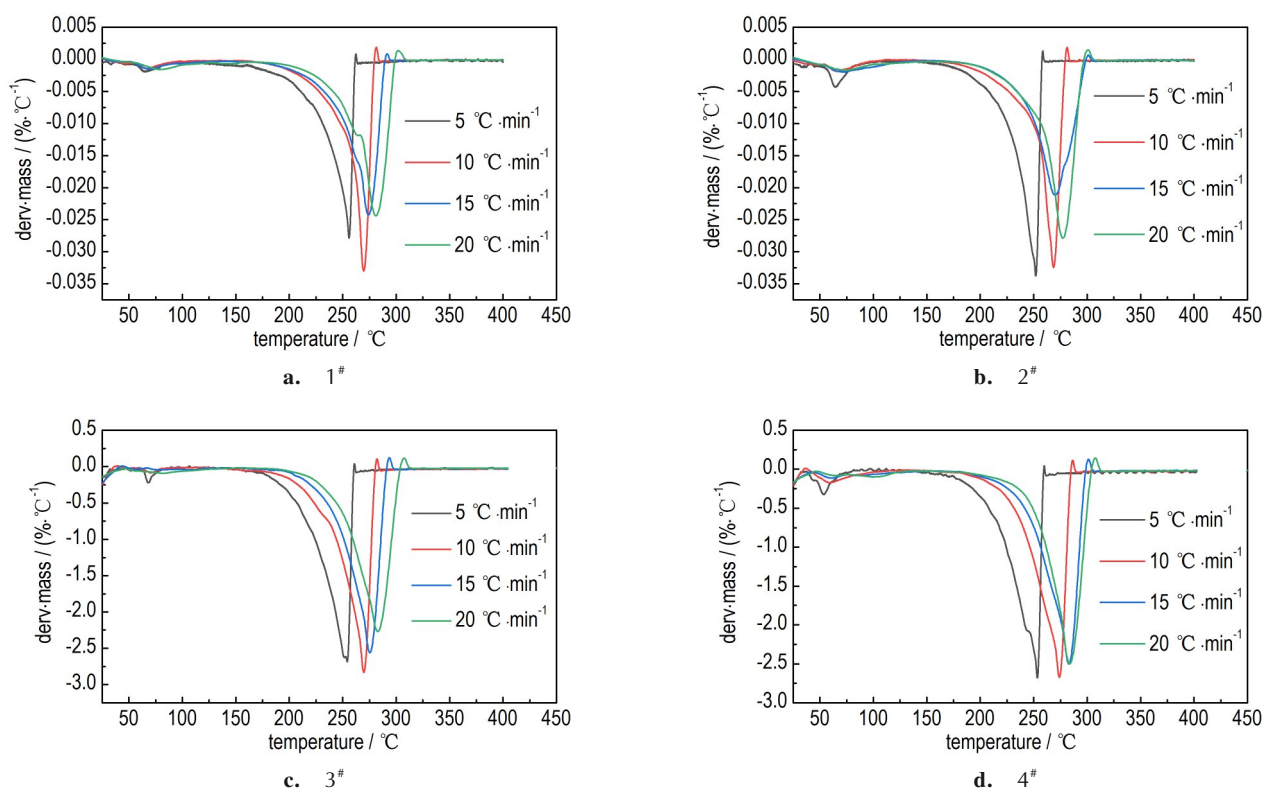 0.005
0.000
-0.005
-0.010
-0.015
-0.020
-0.025
-0.030
-0.035
derv·mass / (%·℃⁻¹)
5 ℃·min⁻¹
10 ℃·min⁻¹
15 ℃·min⁻¹
20 ℃·min⁻¹
50 100 150 200 250 300 350 400 450
temperature / ℃
a. 1#
0.005
0.000
-0.005
-0.010
-0.015
-0.020
-0.025
-0.030
-0.035
derv·mass / (%·℃⁻¹)
5 ℃·min⁻¹
10 ℃·min⁻¹
15 ℃·min⁻¹
20 ℃·min⁻¹
50 100 150 200 250 300 350 400 450
temperature / ℃
b. 2#
0.5
0.0
-0.5
-1.0
-1.5
-2.0
-2.5
-3.0
derv·mass / (%·℃⁻¹)
5 ℃·min⁻¹
10 ℃·min⁻¹
15 ℃·min⁻¹
20 ℃·min⁻¹
50 100 150 200 250 300 350 400 450
temperature / ℃
c. 3#
0.5
0.0
-0.5
-1.0
-1.5
-2.0
-2.5
-3.0
derv·mass / (%·℃⁻¹)
5 ℃·min⁻¹
10 ℃·min⁻¹
15 ℃·min⁻¹
20 ℃·min⁻¹
50 100 150 200 250 300 350 400 450
temperature / ℃
d. 4#